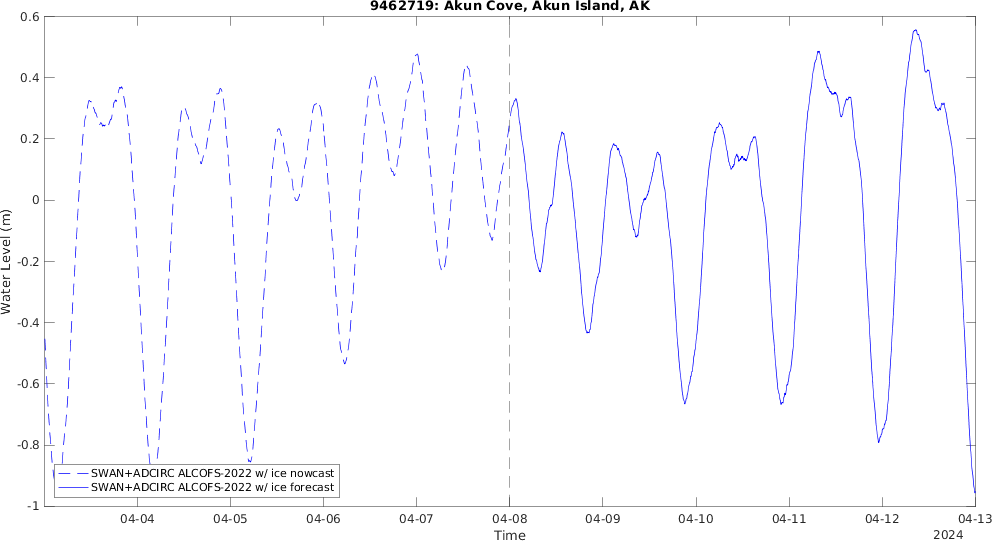 9462719: Akun Cove, Akun Island, AK
0.6
0.4
0.2
0
-0.2
-0.4
-0.6
-0.8
-1
Water Level (m)
SWAN+ADCIRC ALCOFS-2022 w/ ice nowcast
SWAN+ADCIRC ALCOFS-2022 w/ ice forecast
04-04 04-05 04-06 04-07 04-08 04-09 04-10 04-11 04-12 04-13
Time
2024